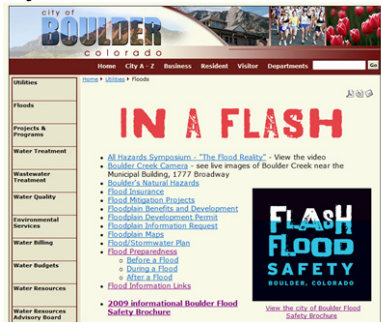 city of
BOULDER
colorado
Home City A - Z Business Resident Visitor Departments Go
Home › Utilities › Floods
Utilities
Floods
Projects & Programs
Water Treatment
Wastewater
Treatment
Water Quality
Environmental
Services
Water Billing
Water Budgets
Water Resources
Water Resources
Advisory Board
IN A FLASH
• All Hazards Symposium - "The Flood Reality" - View the video
• Boulder Creek Camera - see live images of Boulder Creek near the
Municipal Building, 1777 Broadway
• Boulder's Natural Hazards
• Flood Insurance
• Flood Mitigation Projects
• Floodplain Benefits and Development
• Floodplain Development Permit
• Floodplain Information Request
• Floodplain Maps
• Flood/Stormwater Plan
• Flood Preparedness
o Before a Flood
o During a Flood
o After a Flood
• Flood Information Links
• 2009 informational Boulder Flood
Safety Brochure
FLASH
FLOOD
SAFETY
BOULDER, COLORADO
View the city of Boulder Flood
Safety Brochure